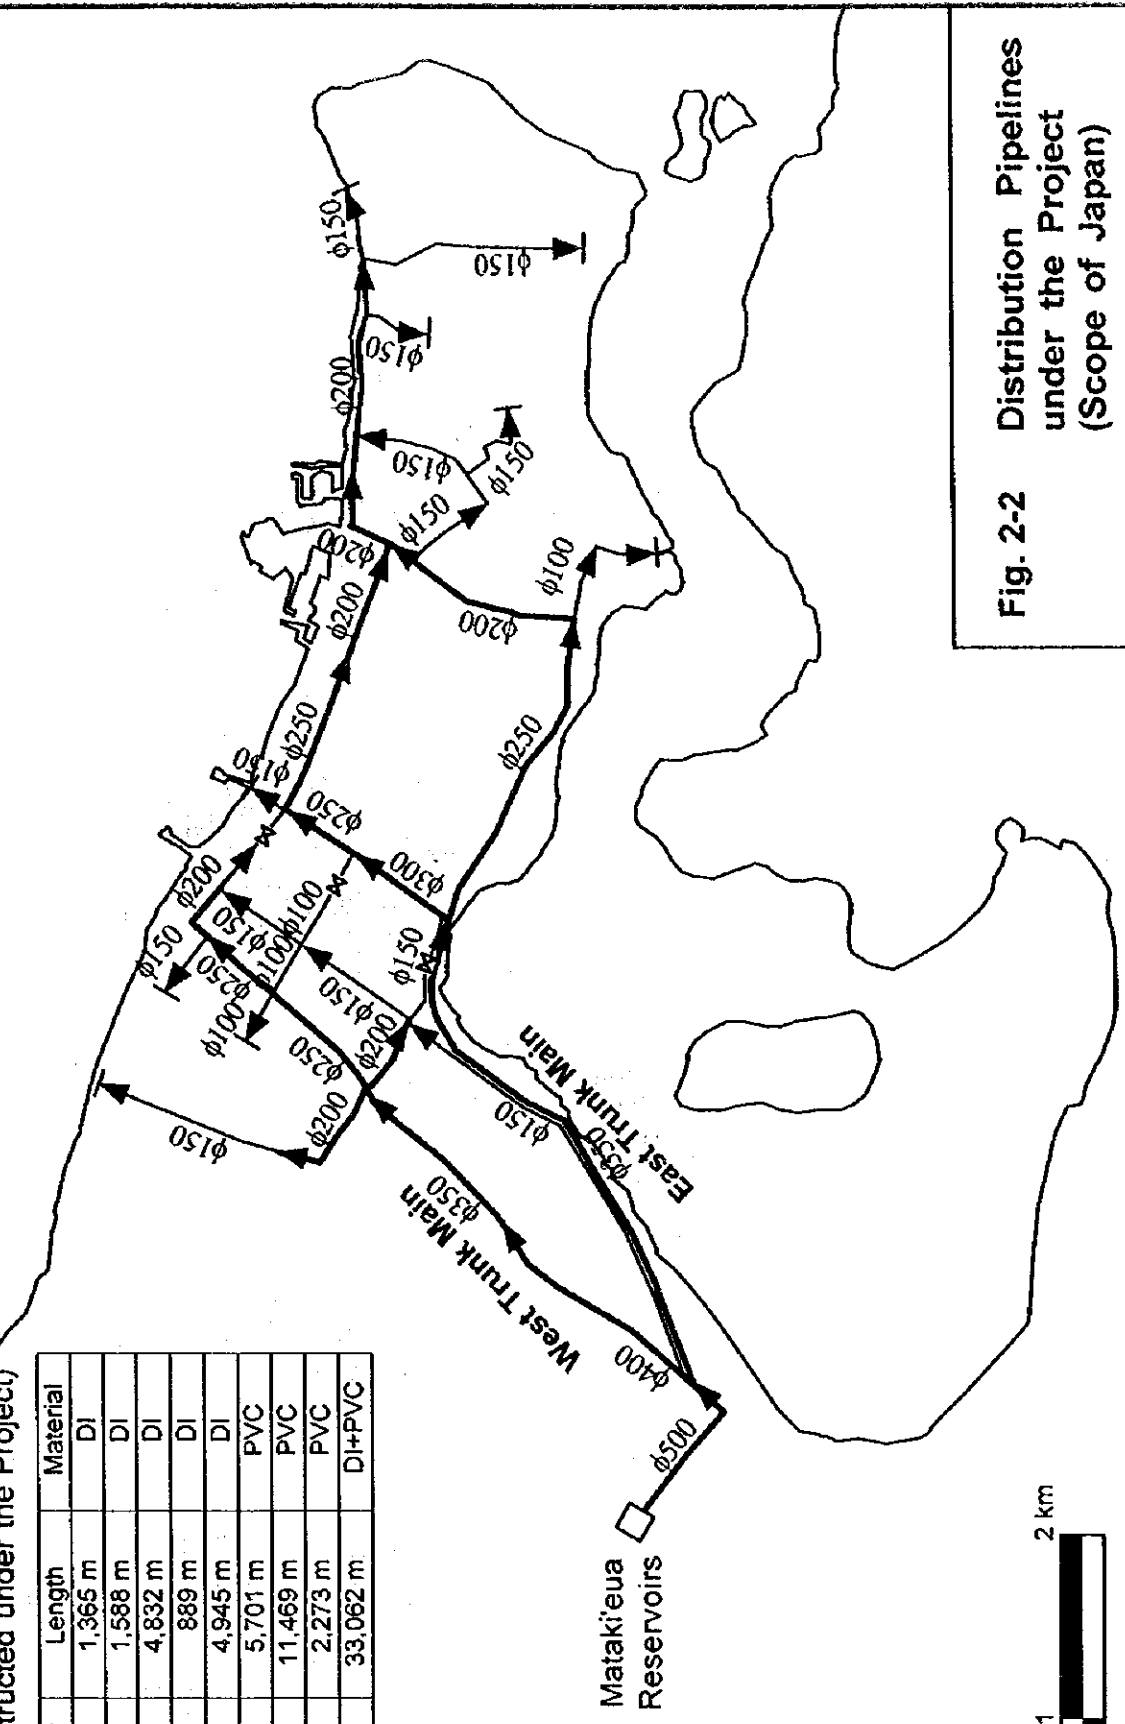 tructed under the Project)
Length Material
1,365 m DI
1,588 m DI
4,832 m DI
889 m DI
4,945 m DI
5,701 m PVC
11,469 m PVC
2,273 m PVC
33,062 m DI+PVC
Mataki'eua
Reservoirs
φ500
φ400
West Trunk Main
φ350
East Trunk Main
φ350
φ150
φ200
φ150
φ250
φ200
φ100
φ150
φ250
φ150
φ100
φ100
φ150
φ200
φ150
φ300
φ250
φ150
φ250
φ200
φ200
φ250
φ200
φ100
φ150
φ150
φ150
φ200
φ150
φ150
φ150
1
2 km
Fig. 2-2 Distribution Pipelines
under the Project
(Scope of Japan)